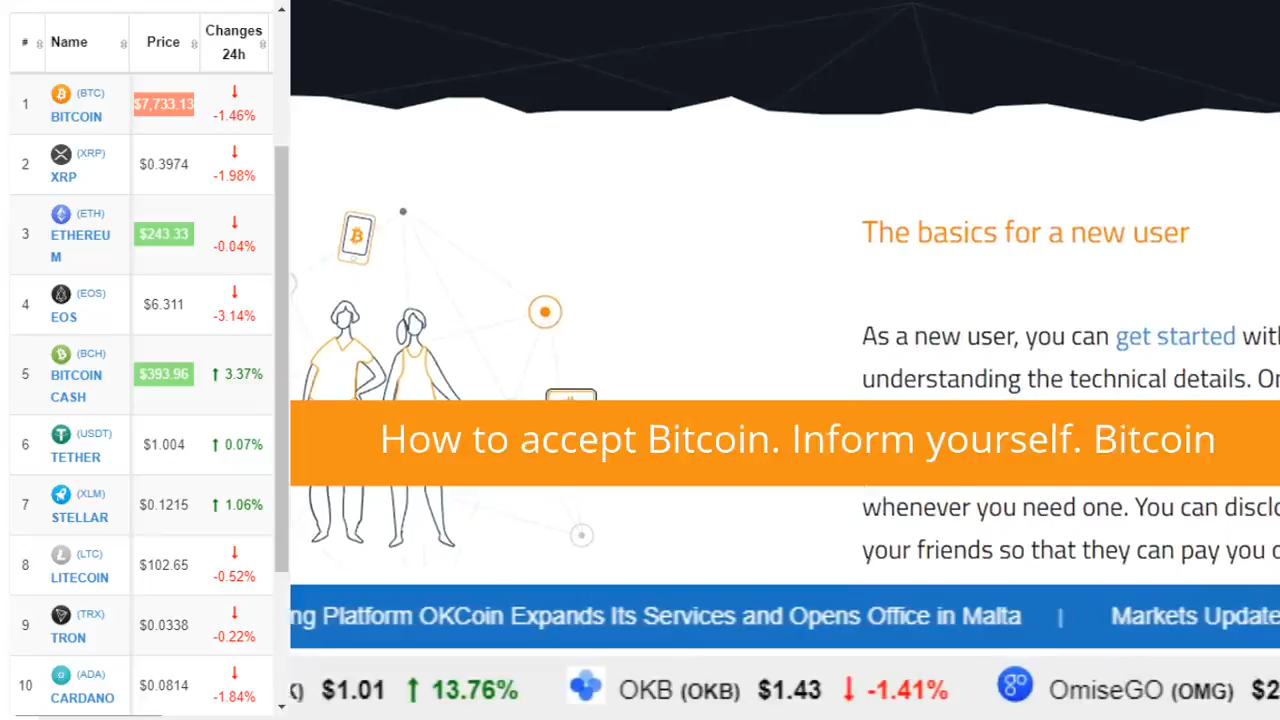 # Name Price Changes
24h
1 (BTC) $7,733.13
BITCOIN -1.46%
2 (XRP) $0.3974
XRP -1.98%
3 (ETH) $243.33
ETHEREU
M -0.04%
4 (EOS) $6.311
EOS -3.14%
5 (BCH) $393.96 3.37%
BITCOIN
CASH
6 (USDT) $1.004 0.07%
TETHER
7 (XLM) $0.1215 1.06%
STELLAR
8 (LTC) $102.65
LITECOIN -0.52%
9 (TRX) $0.0338
TRON -0.22%
10 (ADA) $0.0814
CARDANO -1.84%
The basics for a new user
As a new user, you can get started with
understanding the technical details. On
How to accept Bitcoin. Inform yourself. Bitcoin
whenever you need one. You can disclo
your friends so that they can pay you o
ng Platform OKCoin Expands Its Services and Opens Office in Malta | Markets Update
$1.01 13.76% OKB (OKB) $1.43 -1.41% OmiseGO (OMG) $2